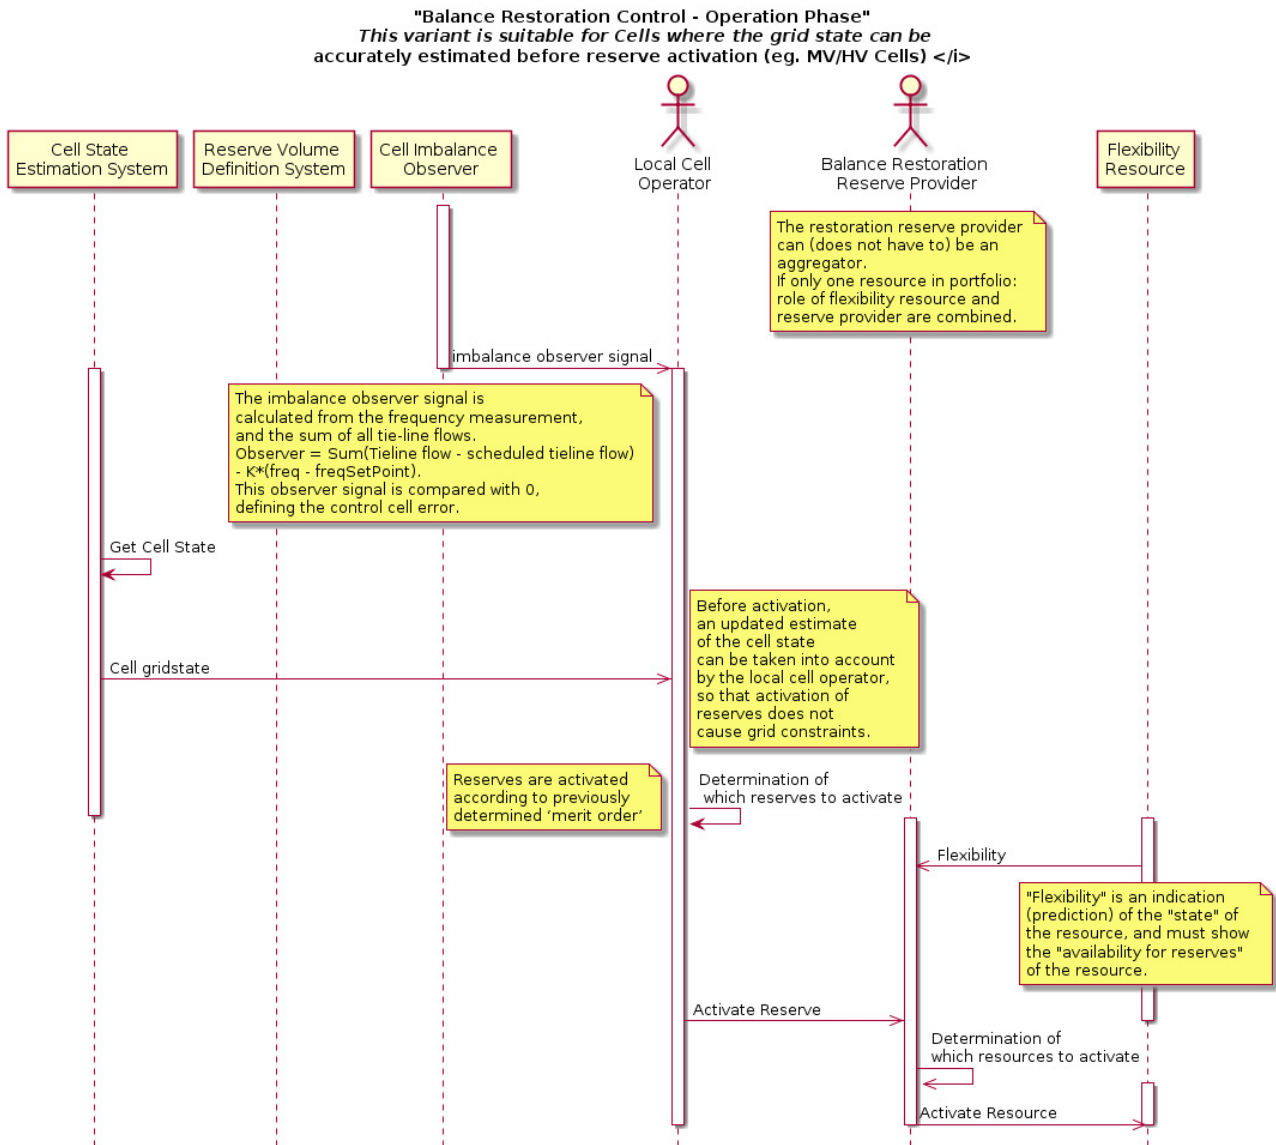 "Balance Restoration Control - Operation Phase"
This variant is suitable for Cells where the grid state can be
accurately estimated before reserve activation (eg. MV/HV Cells) </i>
Cell State
Estimation System
Reserve Volume
Definition System
Cell Imbalance
Observer
Local Cell
Operator
Balance Restoration
Reserve Provider
Flexibility
Resource
The restoration reserve provider
can (does not have to) be an
aggregator.
If only one resource in portfolio:
role of flexibility resource and
reserve provider are combined.
imbalance observer signal
The imbalance observer signal is
calculated from the frequency measurement,
and the sum of all tie-line flows.
Observer = Sum(Tieline flow - scheduled tieline flow)
- K*(freq - freqSetPoint).
This observer signal is compared with 0,
defining the control cell error.
Get Cell State
Before activation,
an updated estimate
of the cell state
can be taken into account
by the local cell operator,
so that activation of
reserves does not
cause grid constraints.
Cell gridstate
Reserves are activated
according to previously
determined ‘merit order’
Determination of
which reserves to activate
Flexibility
"Flexibility" is an indication
(prediction) of the "state" of
the resource, and must show
the "availability for reserves"
of the resource.
Activate Reserve
Determination of
which resources to activate
Activate Resource